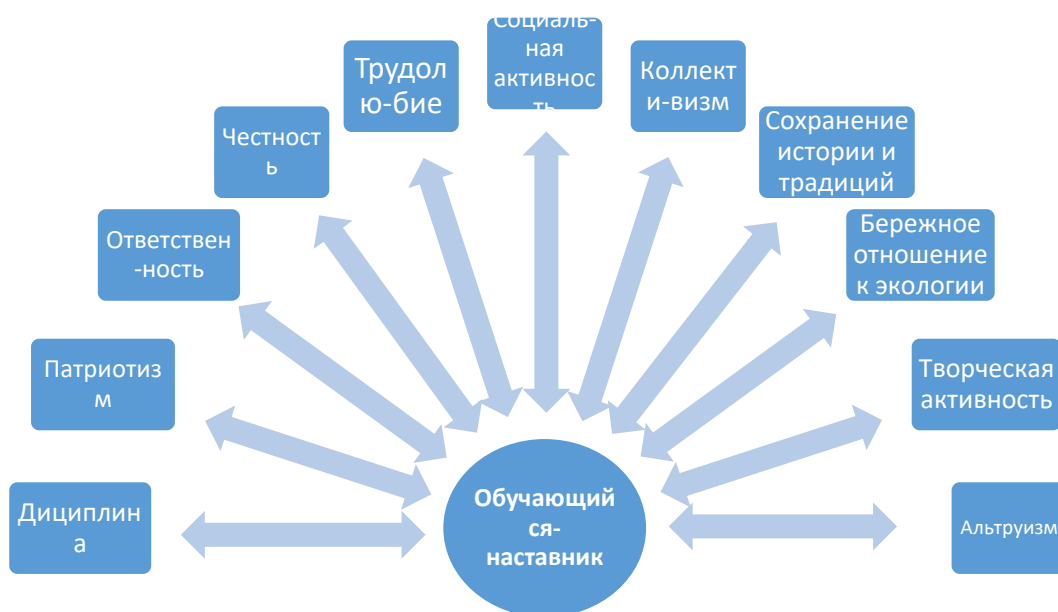 Социаль-
ная
активнос
ть
Трудол
ю-бие
Коллект
и-визм
Честност
ь
Сохранение
истории и
традиций
Ответствен
-ность
Бережное
отношение
к экологии
Патриотиз
м
Творческая
активность
Дициплин
а
Обучающий
ся-
наставник
Альтруизм